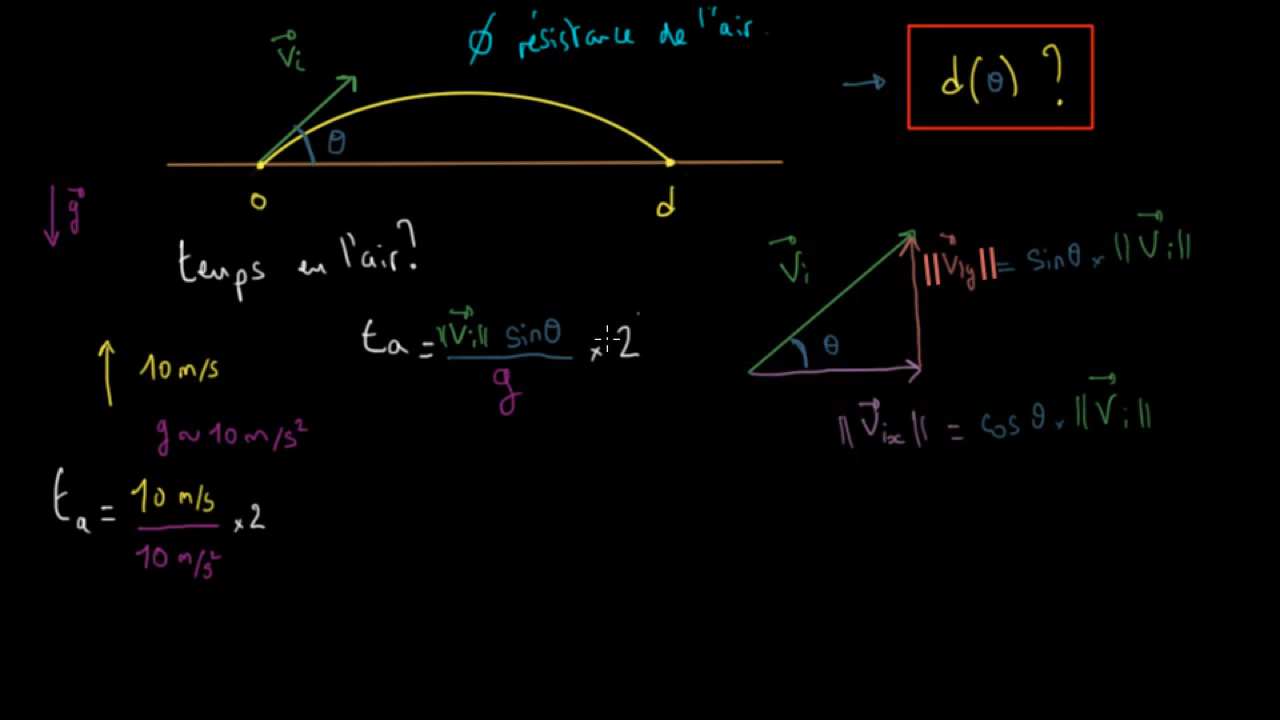 ∅ résistance de l'air.
V⃗i
→ d(θ) ?
θ
0
d
g⃗
temps en l'air?
V⃗i
||V⃗iy|| = sinθ × ||V⃗i||
ta = ||V⃗i|| sinθ / g × 2
θ
10 m/s
||V⃗ix|| = cos θ × ||V⃗i||
g ~ 10 m/s²
ta = 10 m/s / 10 m/s² × 2